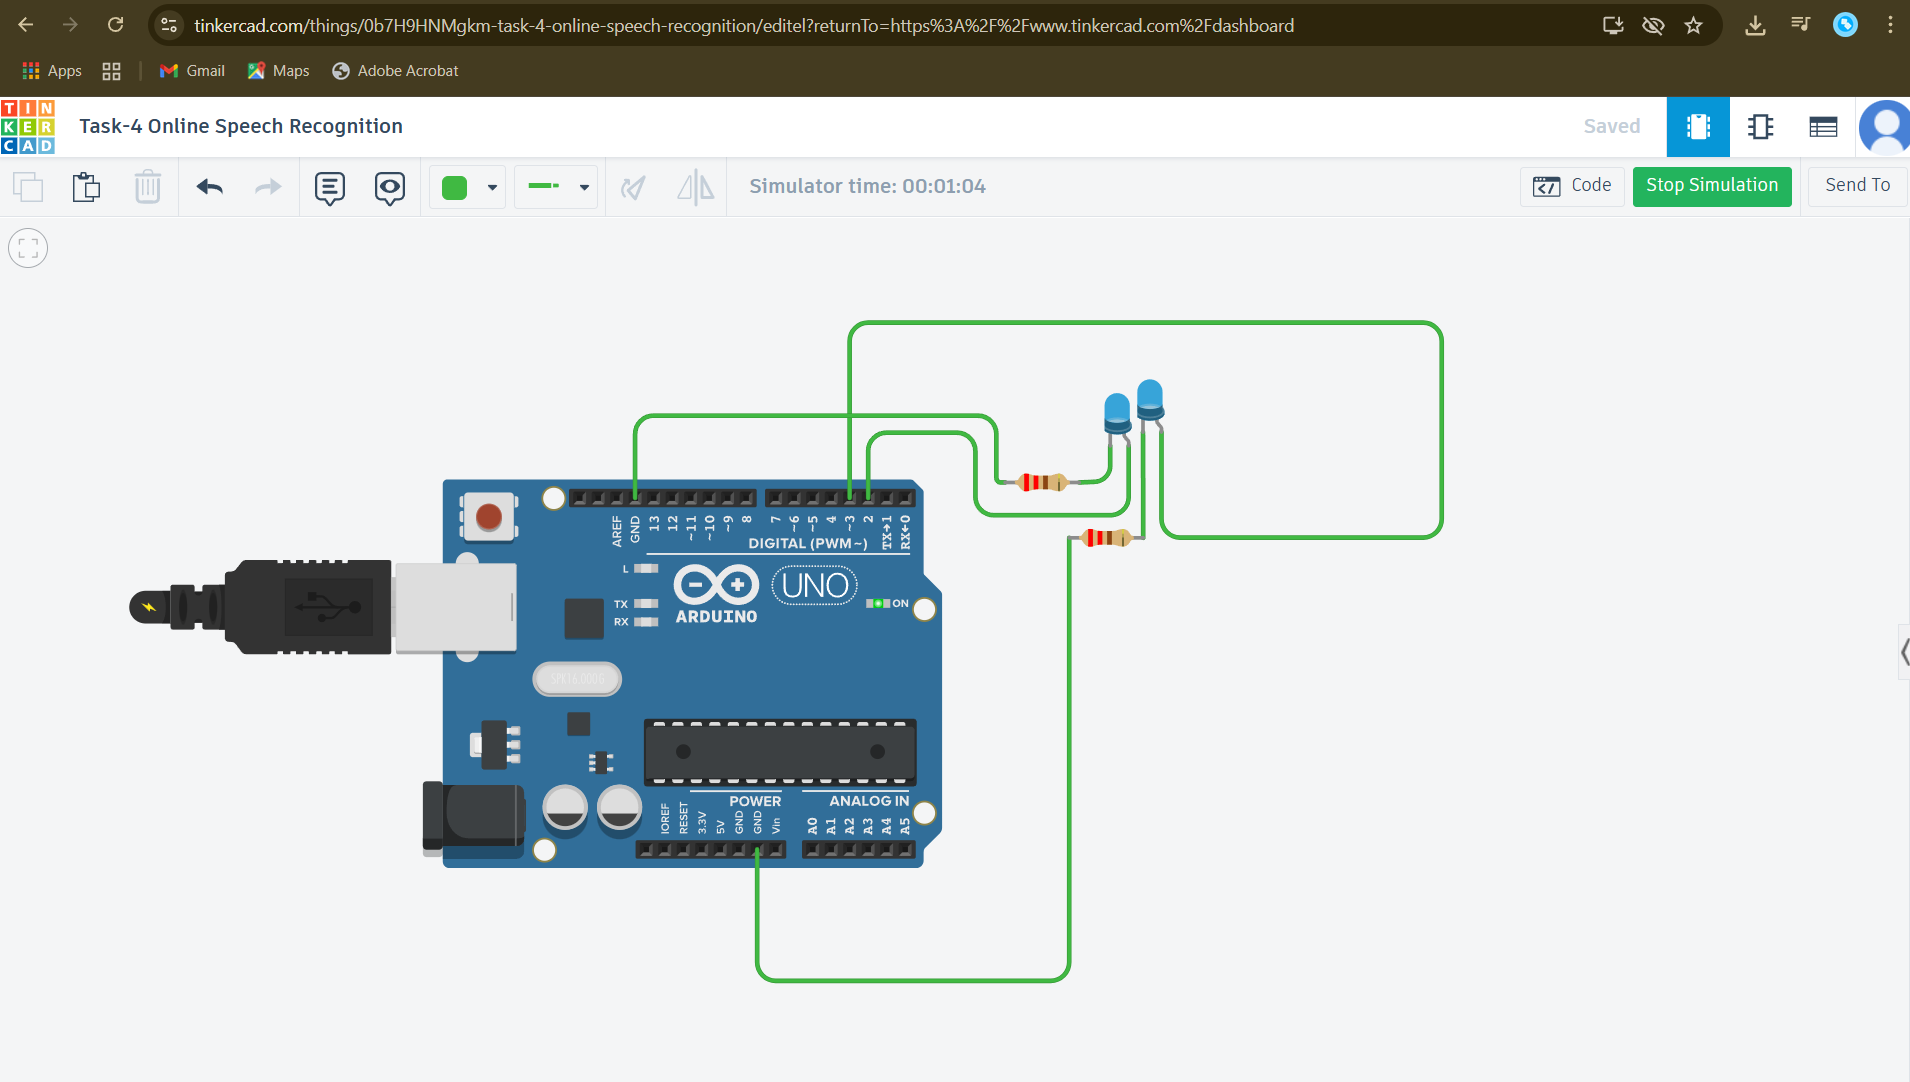 tinkercad.com/things/0b7H9HNMgkm-task-4-online-speech-recognition/editel?returnTo=https%3A%2F%2Fwww.tinkercad.com%2Fdashboard
Apps
Gmail
Maps
Adobe Acrobat
TIN
KER
CAD
Task-4 Online Speech Recognition
Saved
Simulator time: 00:01:04
Code
Stop Simulation
Send To
AREF
GND
13
12
~11
~10
~9
8
7
~6
~5
4
~3
2
TX→1
RX←0
DIGITAL (PWM~)
L
TX
RX
ARDUINO
UNO
ON
SPK16.000G
POWER
ANALOG IN
IOREF
RESET
3.3V
5V
GND
GND
Vin
A0
A1
A2
A3
A4
A5